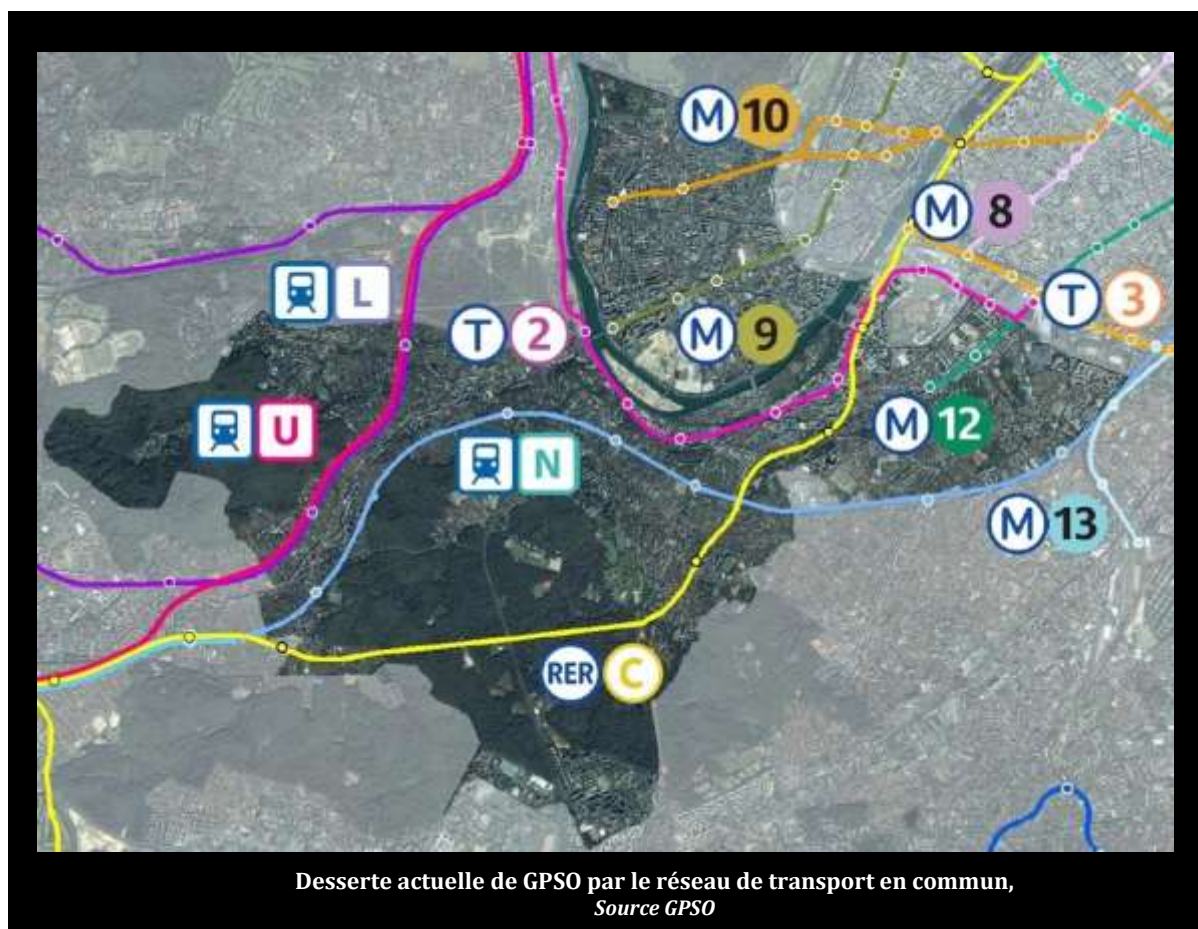 M 10
M 8
L
T 2
M 9
T 3
U
N
M 12
M 13
RER C
Desserte actuelle de GPSO par le réseau de transport en commun,
Source GPSO